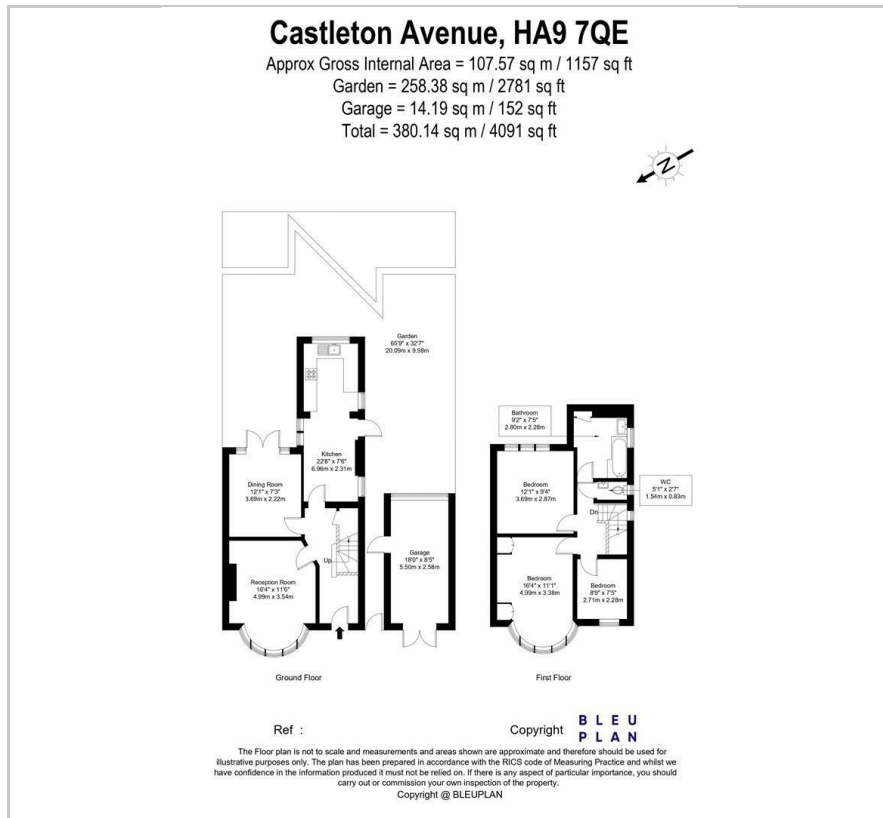 Castleton Avenue, HA9 7QE
Approx Gross Internal Area = 107.57 sq m / 1157 sq ft
Garden = 258.38 sq m / 2781 sq ft
Garage = 14.19 sq m / 152 sq ft
Total = 380.14 sq m / 4091 sq ft
N
Garden
65'9" x 32'7"
20.09m x 9.98m
Kitchen
22'8" x 7'6"
6.96m x 2.31m
Dining Room
12'1" x 7'3"
3.69m x 2.22m
Up
Reception Room
16'4" x 11'6"
4.99m x 3.54m
Garage
18'0" x 8'5"
5.50m x 2.58m
Ground Floor
Bathroom
9'2" x 7'5"
2.80m x 2.28m
Bedroom
12'1" x 9'4"
3.69m x 2.87m
WC
5'1" x 2'7"
1.54m x 0.83m
Dn
Bedroom
16'4" x 11'1"
4.99m x 3.38m
Bedroom
8'9" x 7'5"
2.71m x 2.28m
First Floor
Ref :
Copyright
BLEU
PLAN
The Floor plan is not to scale and measurements and areas shown are approximate and therefore should be used for
illustrative purposes only. The plan has been prepared in accordance with the RICS code of Measuring Practice and whilst we
have confidence in the information produced it must not be relied on. If there is any aspect of particular importance, you should
carry out or commission your own inspection of the property.
Copyright @ BLEUPLAN